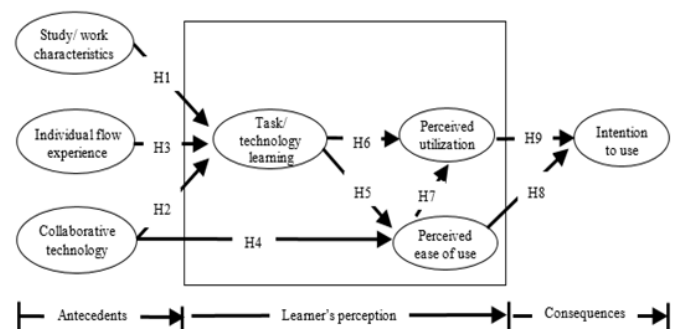 Study/ work
characteristics
H1
Individual flow
experience
H3
Task/
technology
learning
H6
Perceived
utilization
H9
Intention
to use
H2
H5
H7
H8
Collaborative
technology
H4
Perceived
ease of use
Antecedents
Learner's perception
Consequences